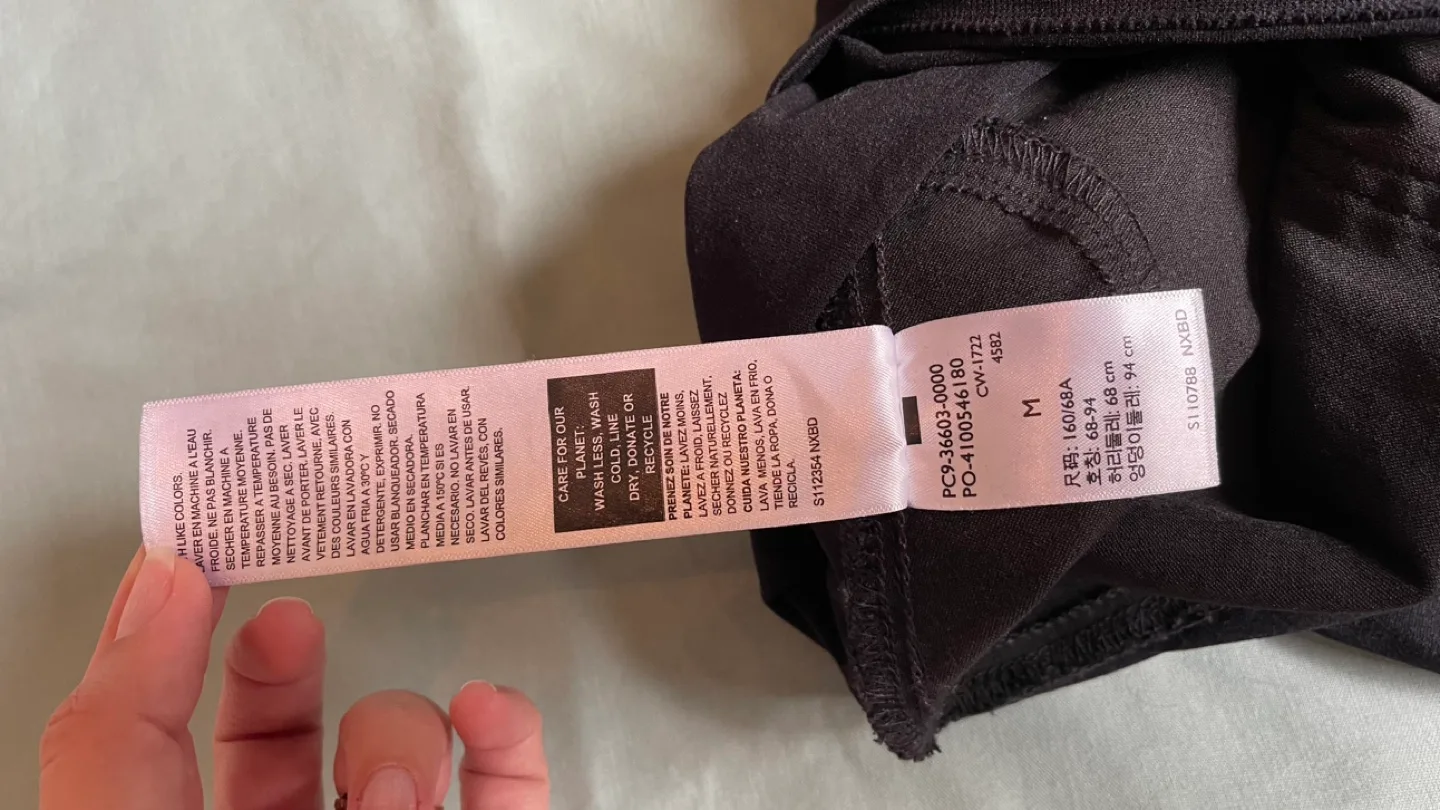 H LIKE COLORS.
LAVER EN MACHINE A L'EAU
FROIDE. NE PAS BLANCHIR.
SECHER EN MACHINE A
TEMPERATURE MOYENNE.
REPASSER A TEMPERATURE
MOYENNE AU BESOIN. PAS DE
NETTOYAGE A SEC. LAVER
AVANT DE PORTER. LAVER LE
VETEMENT RETOURNE, AVEC
DES COULEURS SIMILAIRES.
LAVAR EN LAVADORA CON
AGUA FRIA A 30ºC Y
DETERGENTE, EXPRIMIR. NO
USAR BLANQUEADOR. SECADO
MEDIO EN SECADORA.
PLANCHAR EN TEMPERATURA
MEDIA A 150ºC SI ES
NECESARIO. NO LAVAR EN
SECO. LAVAR ANTES DE USAR.
LAVAR DEL REVÉS, CON
COLORES SIMILARES.
CARE FOR OUR
PLANET:
WASH LESS, WASH
COLD, LINE
DRY, DONATE OR
RECYCLE
PRENEZ SOIN DE NOTRE
PLANETE: LAVEZ MOINS,
LAVEZ A FROID, LAISSEZ
SECHER NATURELLEMENT,
DONNEZ OU RECYCLEZ
CUIDA NUESTRO PLANETA:
LAVA, MENOS, LAVA EN FRIO,
TIENDE LA ROPA, DONA O
RECICLA.
S112354 NXBD
PC9-36603-0000
PO-4100546180
CW-1722
4582
M
尺码: 160/68A
호칭: 68-94
허리둘레: 68 cm
엉덩이둘레: 94 cm
S110788 NXBD